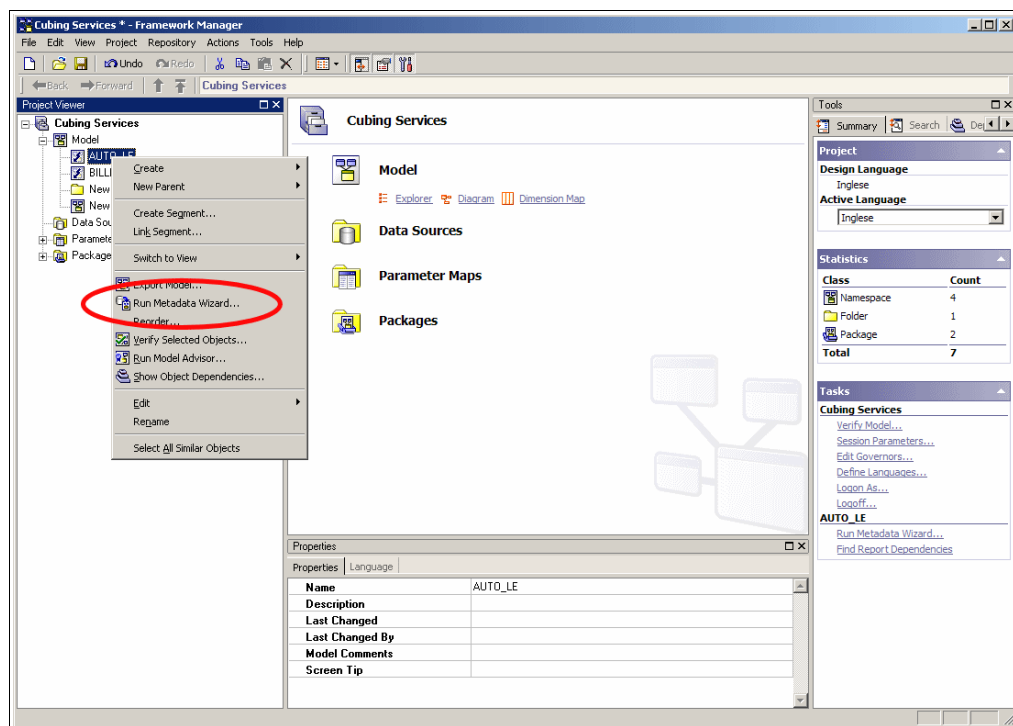 Cubing Services * - Framework Manager
File Edit View Project Repository Actions Tools Help
Undo Redo
Back Forward Cubing Services
Project Viewer
Cubing Services
Model
AUTO_LE
BILLI
New
New
Data Sou
Paramete
Package
Create
New Parent
Create Segment...
Link Segment...
Switch to View
Export Model...
Run Metadata Wizard...
Reorder...
Verify Selected Objects...
Run Model Advisor...
Show Object Dependencies...
Edit
Rename
Select All Similar Objects
Cubing Services
Model
Explorer Diagram Dimension Map
Data Sources
Parameter Maps
Packages
Properties
Properties Language
Name AUTO_LE
Description
Last Changed
Last Changed By
Model Comments
Screen Tip
Tools
Summary Search De
Project
Design Language
Inglese
Active Language
Inglese
Statistics
Class Count
Namespace 4
Folder 1
Package 2
Total 7
Tasks
Cubing Services
Verify Model...
Session Parameters...
Edit Governors...
Define Languages...
Logon As...
Logoff...
AUTO_LE
Run Metadata Wizard...
Find Report Dependencies